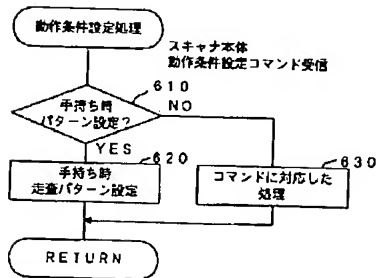 動作条件設定処理
スキャナ本体
動作条件設定コマンド受信
610
手持ち時
パターン設定？
NO
YES
620
630
手持ち時
走査パターン設定
コマンドに対応した
処理
RETURN